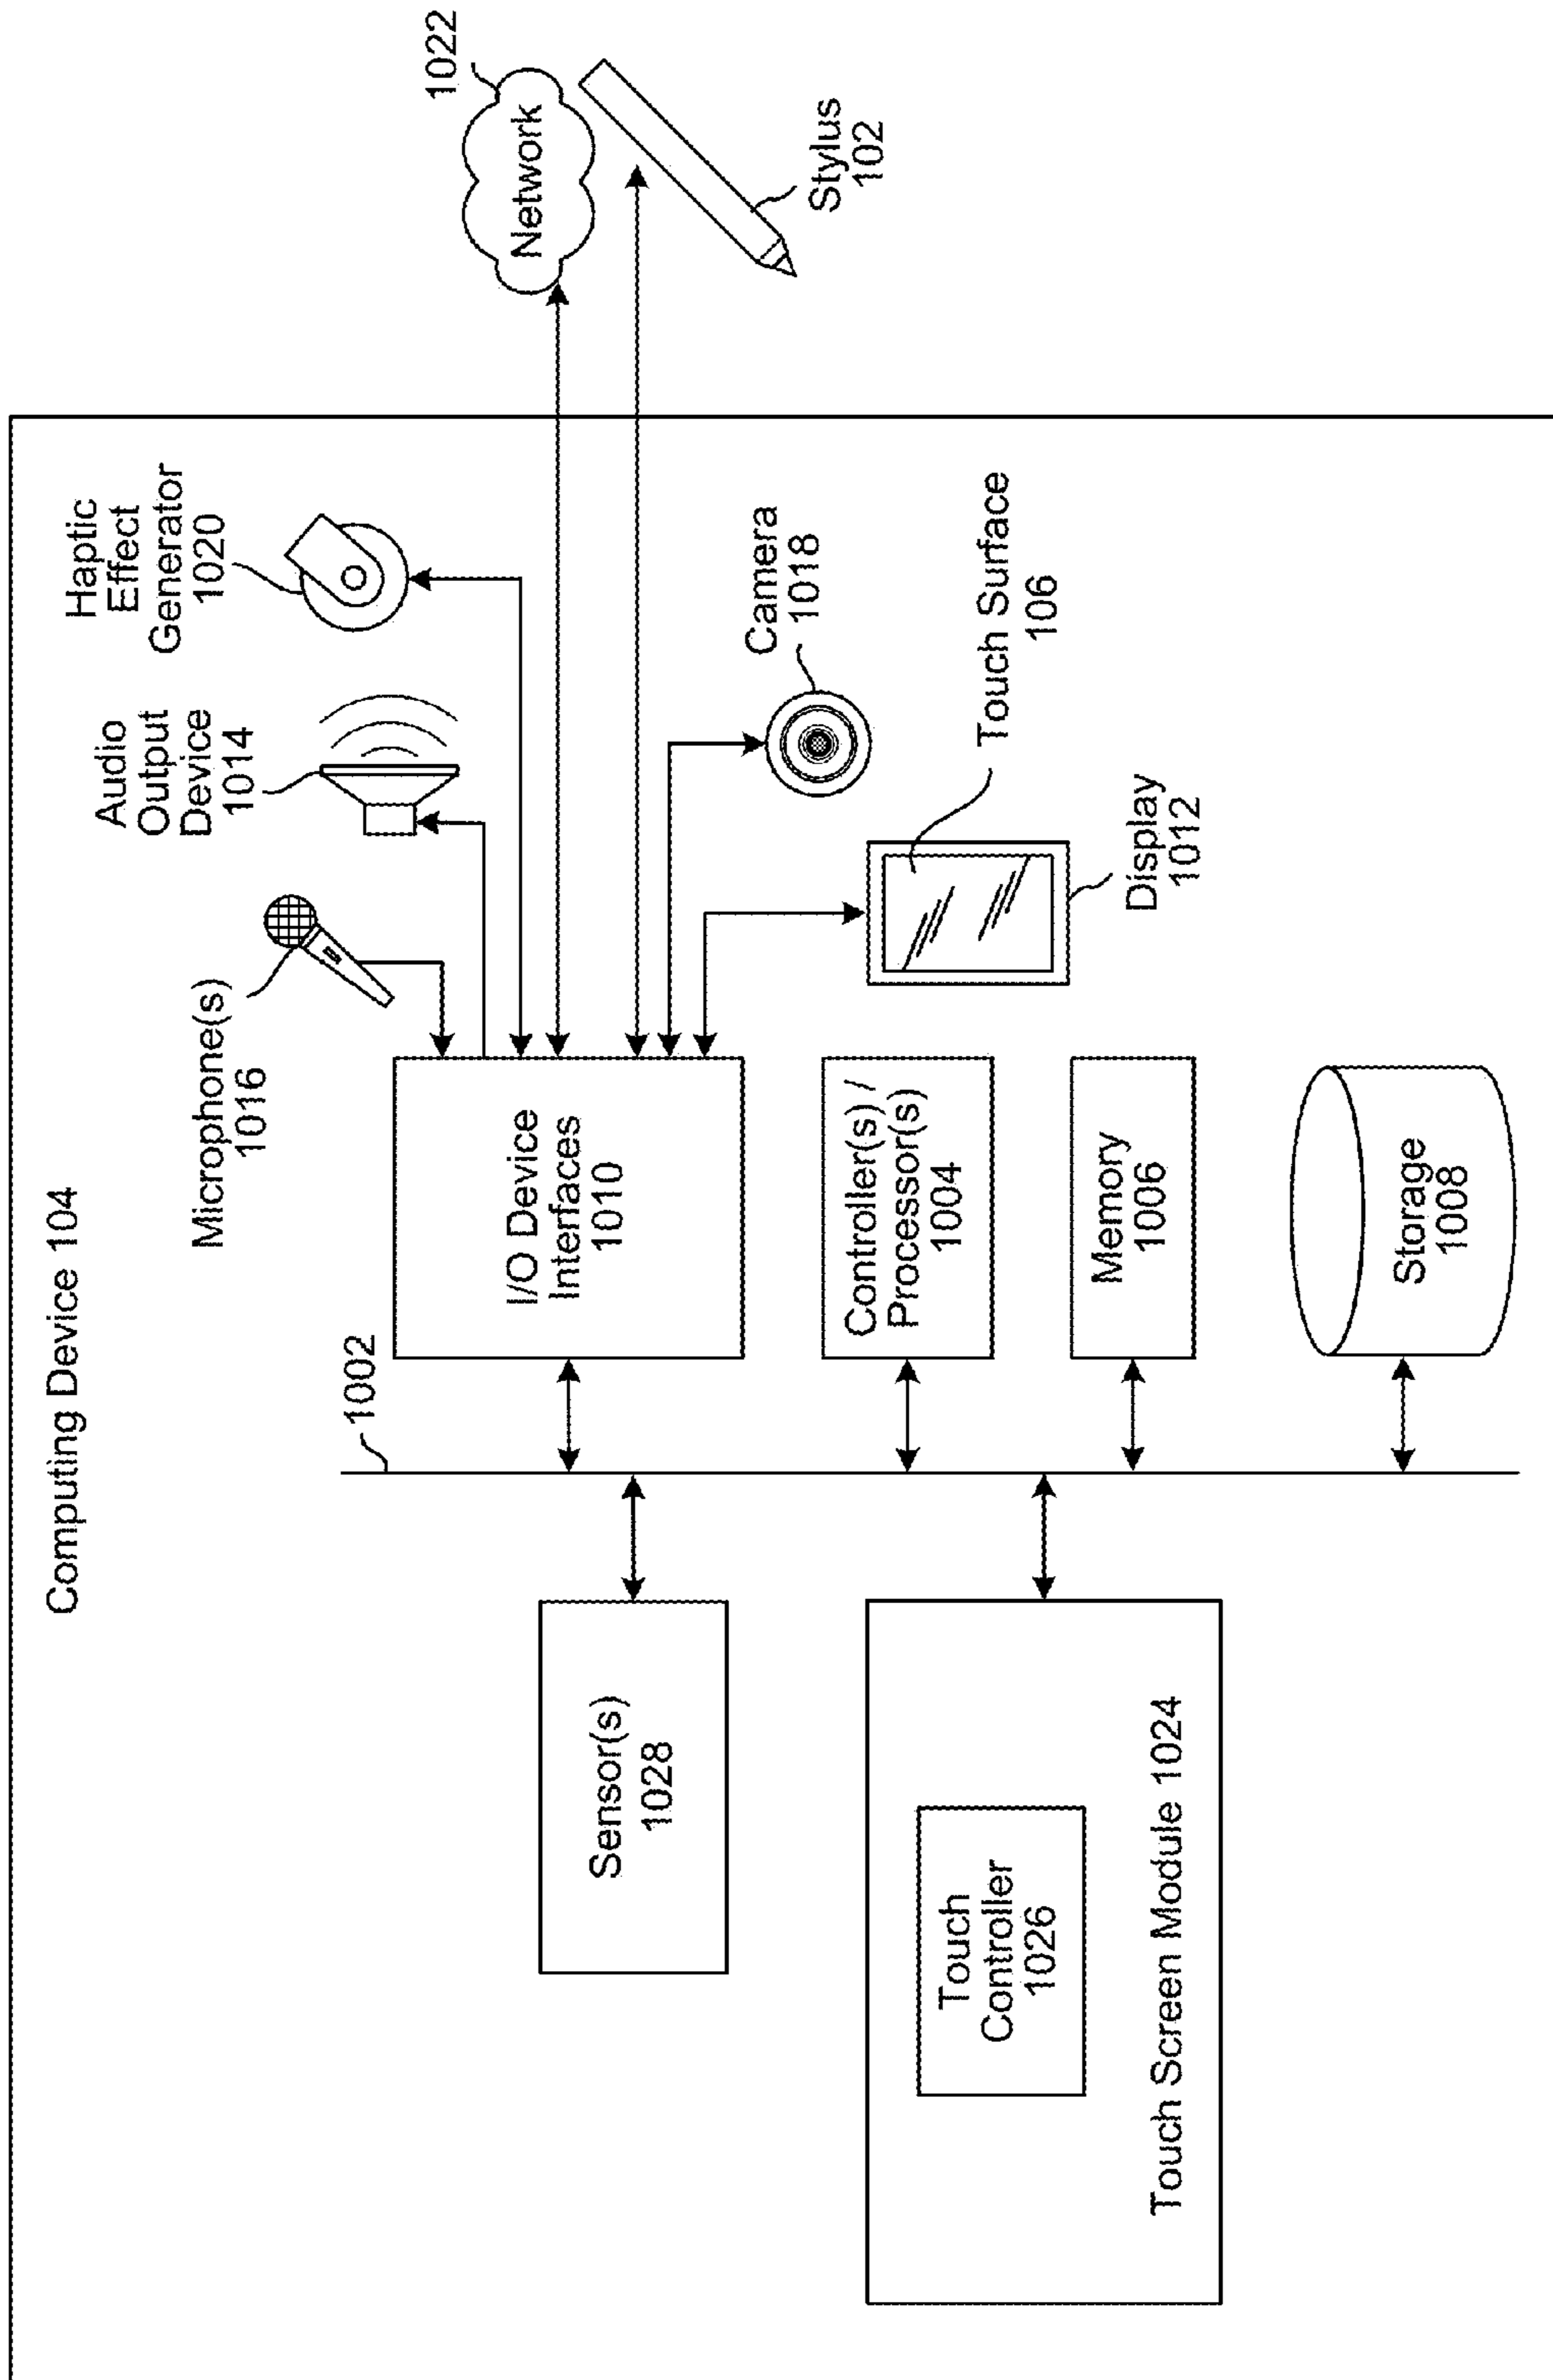 Computing Device 104
Microphone(s)
1016
Audio
Output
Device
1014
Haptic
Effect
Generator
1020
1022
Network
Stylus
102
1002
I/O Device
Interfaces
1010
Camera
1018
Touch Surface
106
Display
1012
Sensor(s)
1028
Controller(s) /
Processor(s)
1004
Memory
1006
Storage
1008
Touch
Controller
1026
Touch Screen Module 1024